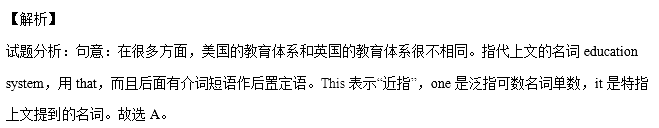 【解析】
试题分析：句意：在很多方面，美国的教育体系和英国的教育体系很不相同。指代上文的名词 education
system，用 that，而且后面有介词短语作后置定语。This 表示“近指”，one 是泛指可数名词单数，it 是特指
上文提到的名词。故选 A。